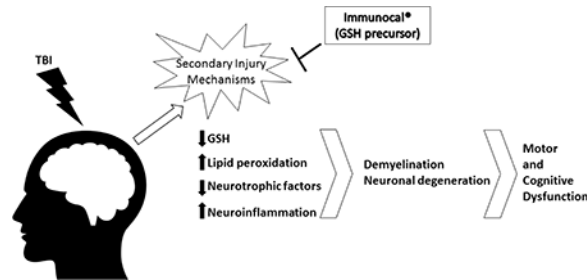 Immunocal®
(GSH precursor)
TBI
Secondary Injury
Mechanisms
GSH
Lipid peroxidation
Neurotrophic factors
Neuroinflammation
Demyelination
Neuronal degeneration
Motor
and
Cognitive
Dysfunction